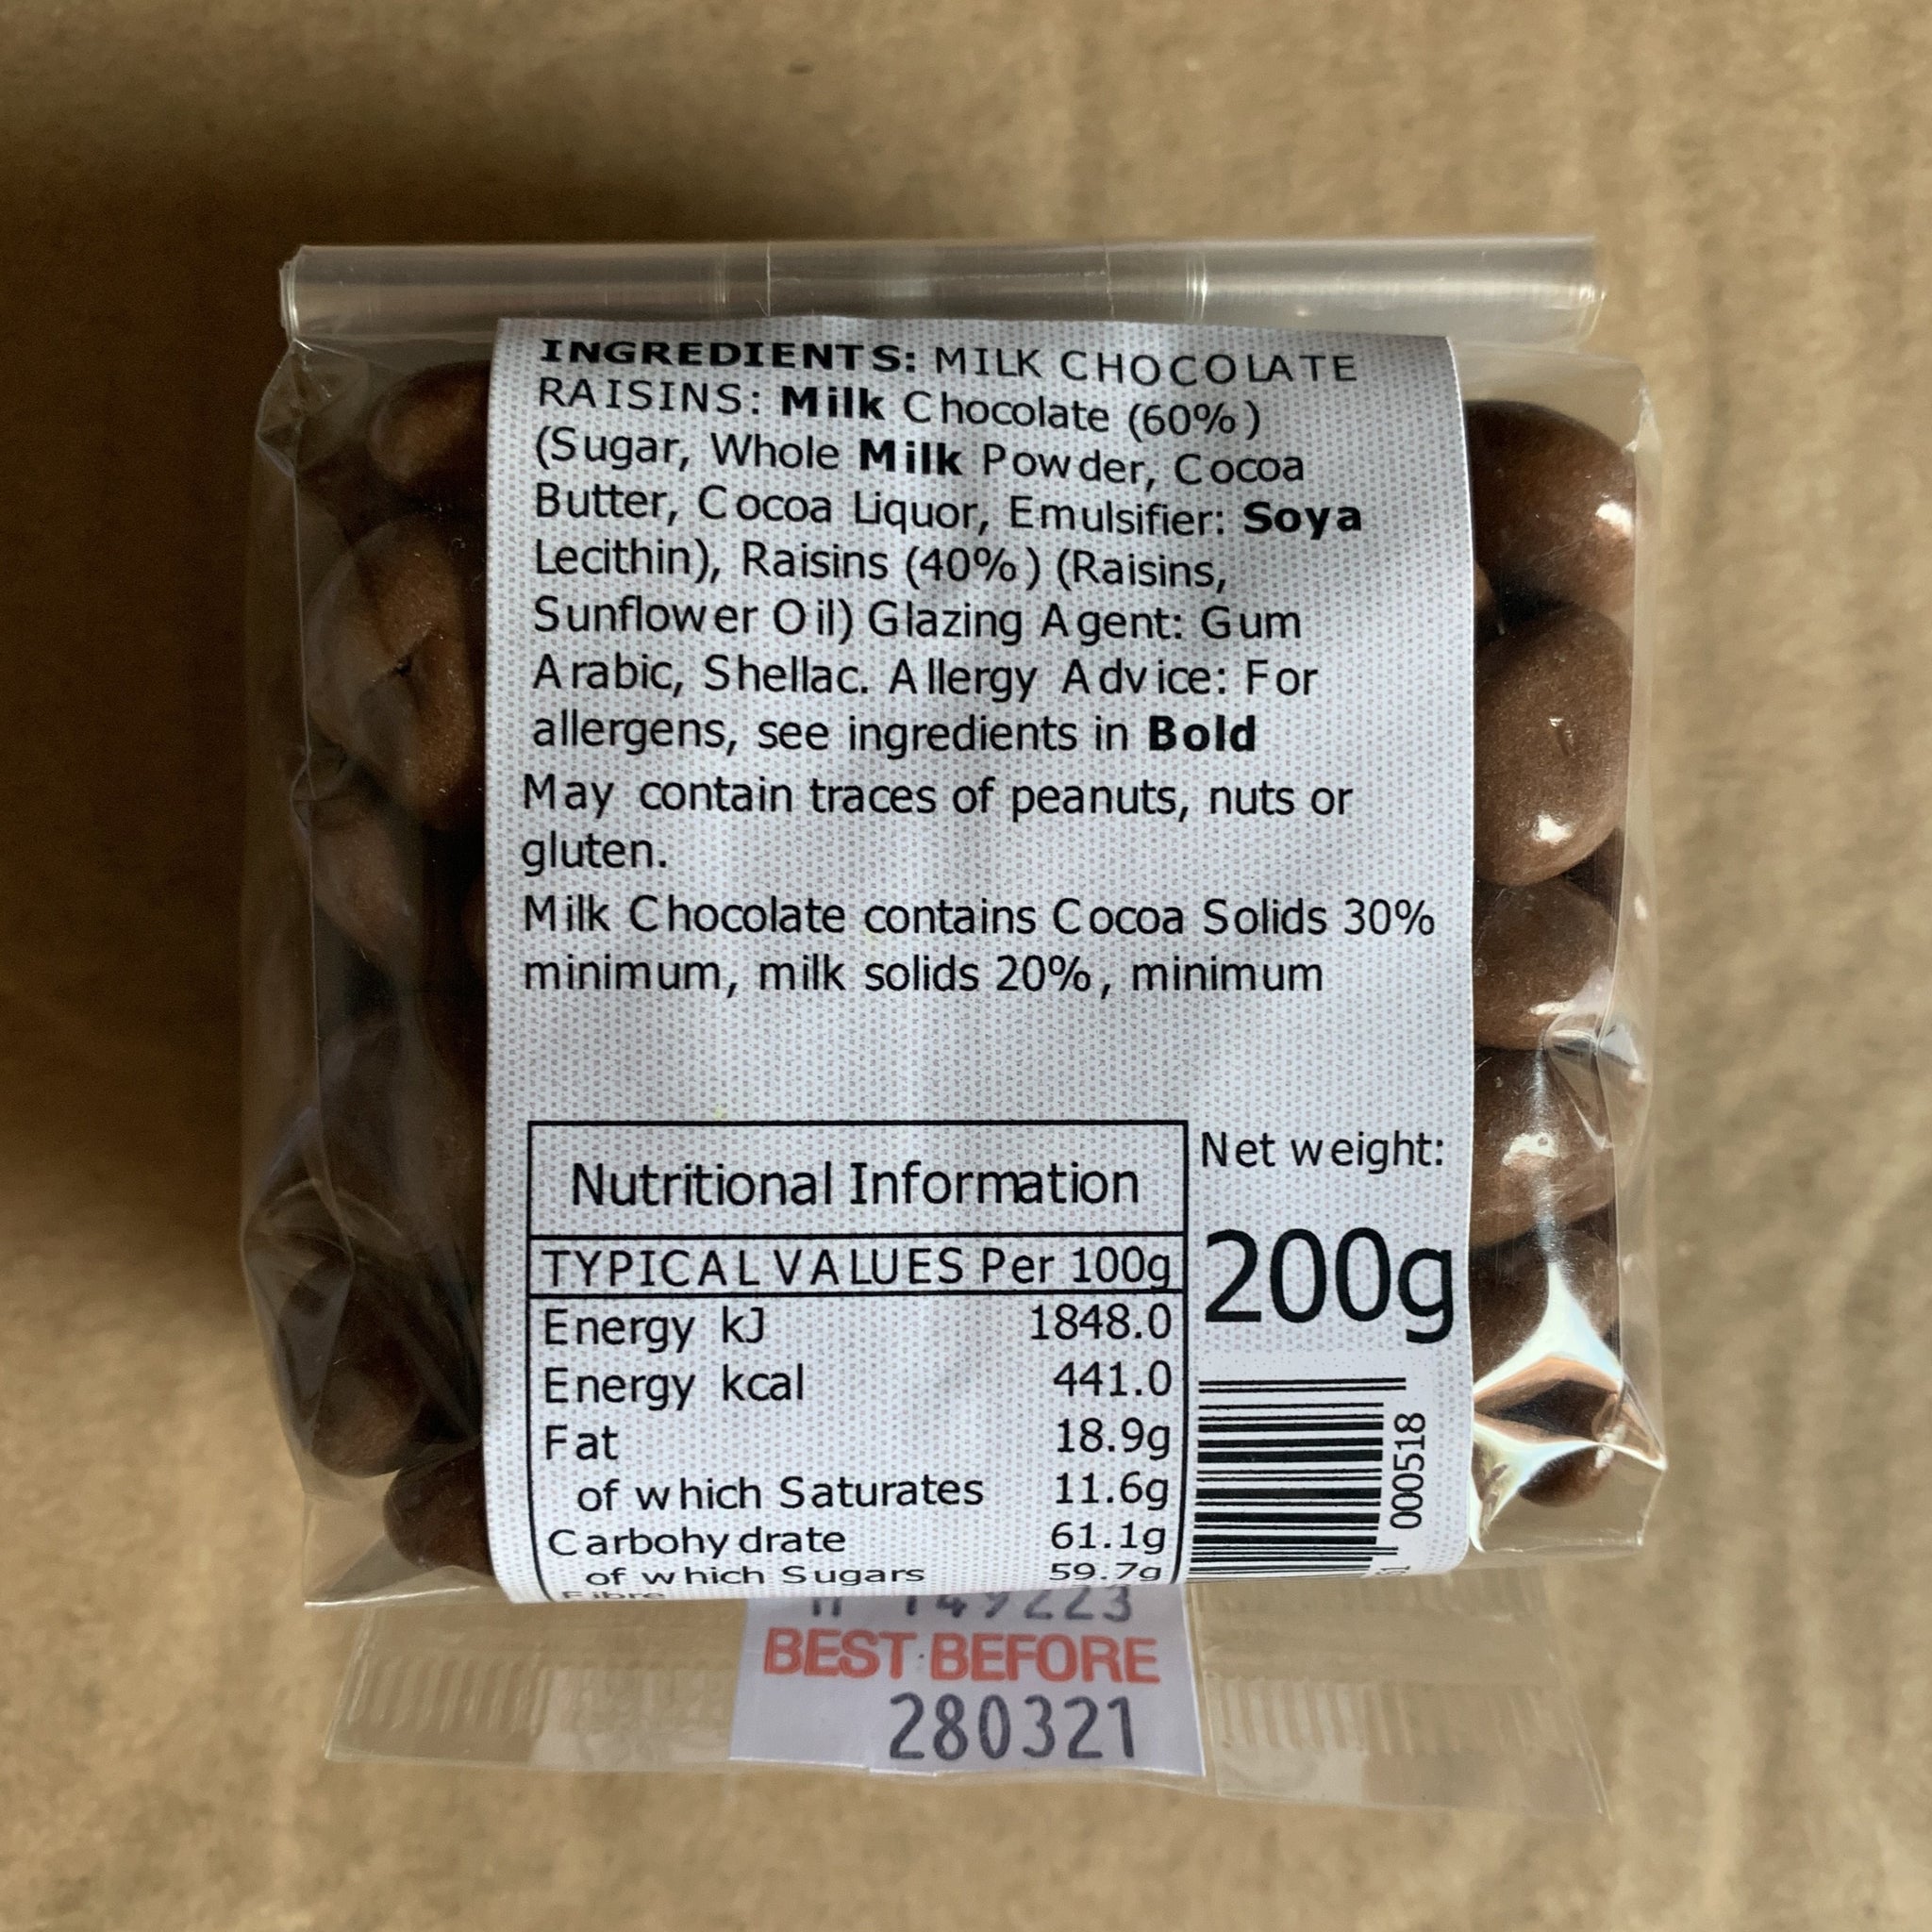 INGREDIENTS: MILK CHOCOLATE
RAISINS: Milk Chocolate (60%)
(Sugar, Whole Milk Powder, Cocoa
Butter, Cocoa Liquor, Emulsifier: Soya
Lecithin), Raisins (40%) (Raisins,
Sunflower Oil) Glazing Agent: Gum
Arabic, Shellac. Allergy Advice: For
allergens, see ingredients in Bold
May contain traces of peanuts, nuts or
gluten.
Milk Chocolate contains Cocoa Solids 30%
minimum, milk solids 20%, minimum
Nutritional Information
TYPICAL VALUES Per 100g
Energy kJ 1848.0
Energy kcal 441.0
Fat 18.9g
of which Saturates 11.6g
Carbohydrate 61.1g
of which Sugars 59.7g
Fibre
Net weight:
200g
000518
BEST BEFORE
280321